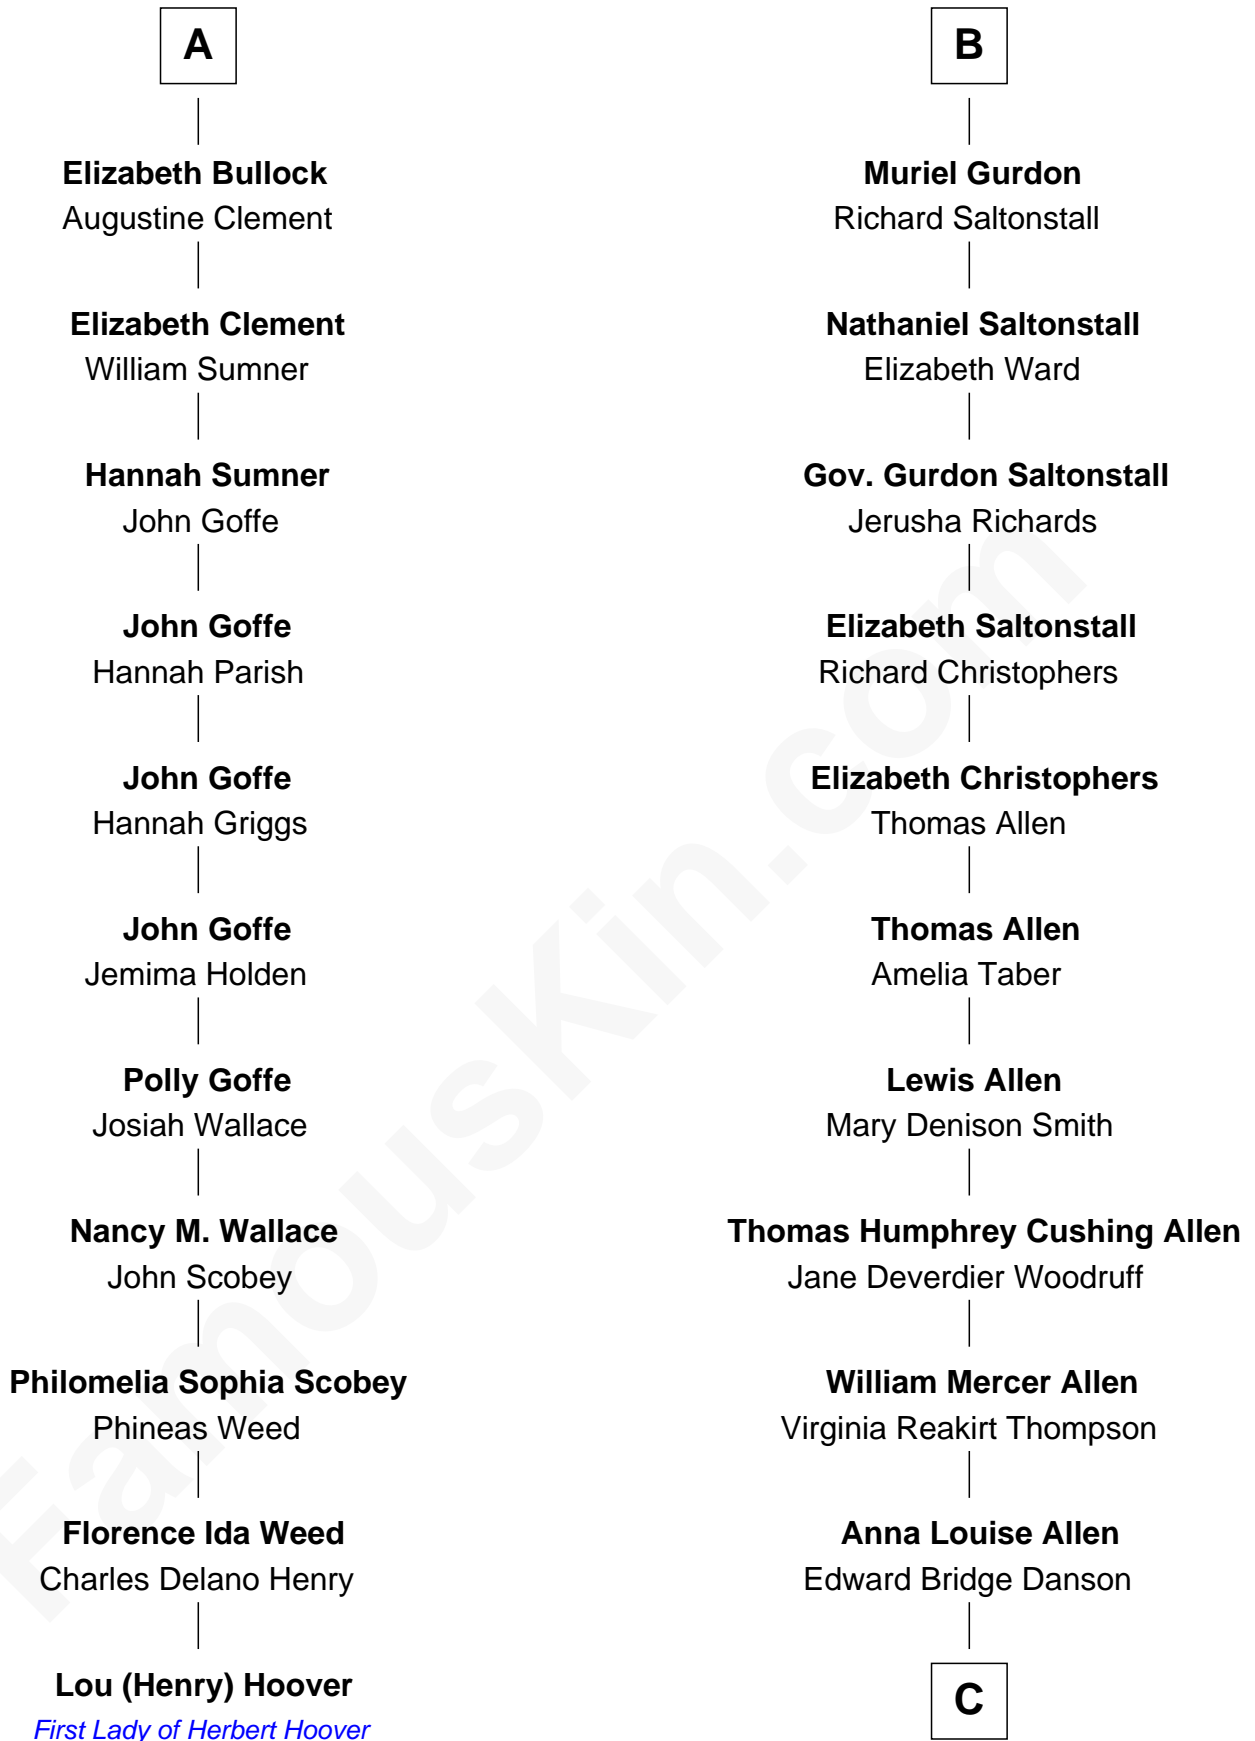 A
Elizabeth Bullock
Augustine Clement
Elizabeth Clement
William Sumner
Hannah Sumner
John Goffe
John Goffe
Hannah Parish
John Goffe
Hannah Griggs
John Goffe
Jemima Holden
Polly Goffe
Josiah Wallace
Nancy M. Wallace
John Scobey
Philomelia Sophia Scobey
Phineas Weed
Florence Ida Weed
Charles Delano Henry
Lou (Henry) Hoover
First Lady of Herbert Hoover
B
Muriel Gurdon
Richard Saltonstall
Nathaniel Saltonstall
Elizabeth Ward
Gov. Gurdon Saltonstall
Jerusha Richards
Elizabeth Saltonstall
Richard Christophers
Elizabeth Christophers
Thomas Allen
Thomas Allen
Amelia Taber
Lewis Allen
Mary Denison Smith
Thomas Humphrey Cushing Allen
Jane Deverdier Woodruff
William Mercer Allen
Virginia Reakirt Thompson
Anna Louise Allen
Edward Bridge Danson
C
FamousKin.com